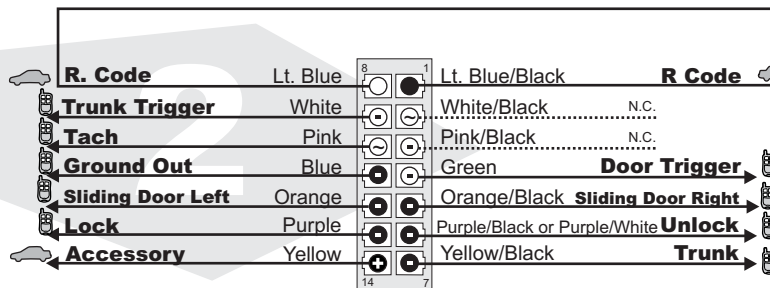 8 1
R. Code Lt. Blue Lt. Blue/Black R Code
Trunk Trigger White White/Black N.C.
Tach Pink Pink/Black N.C.
Ground Out Blue Green Door Trigger
Sliding Door Left Orange Orange/Black Sliding Door Right
Lock Purple Purple/Black or Purple/White Unlock
Accessory Yellow Yellow/Black Trunk
14 7
2